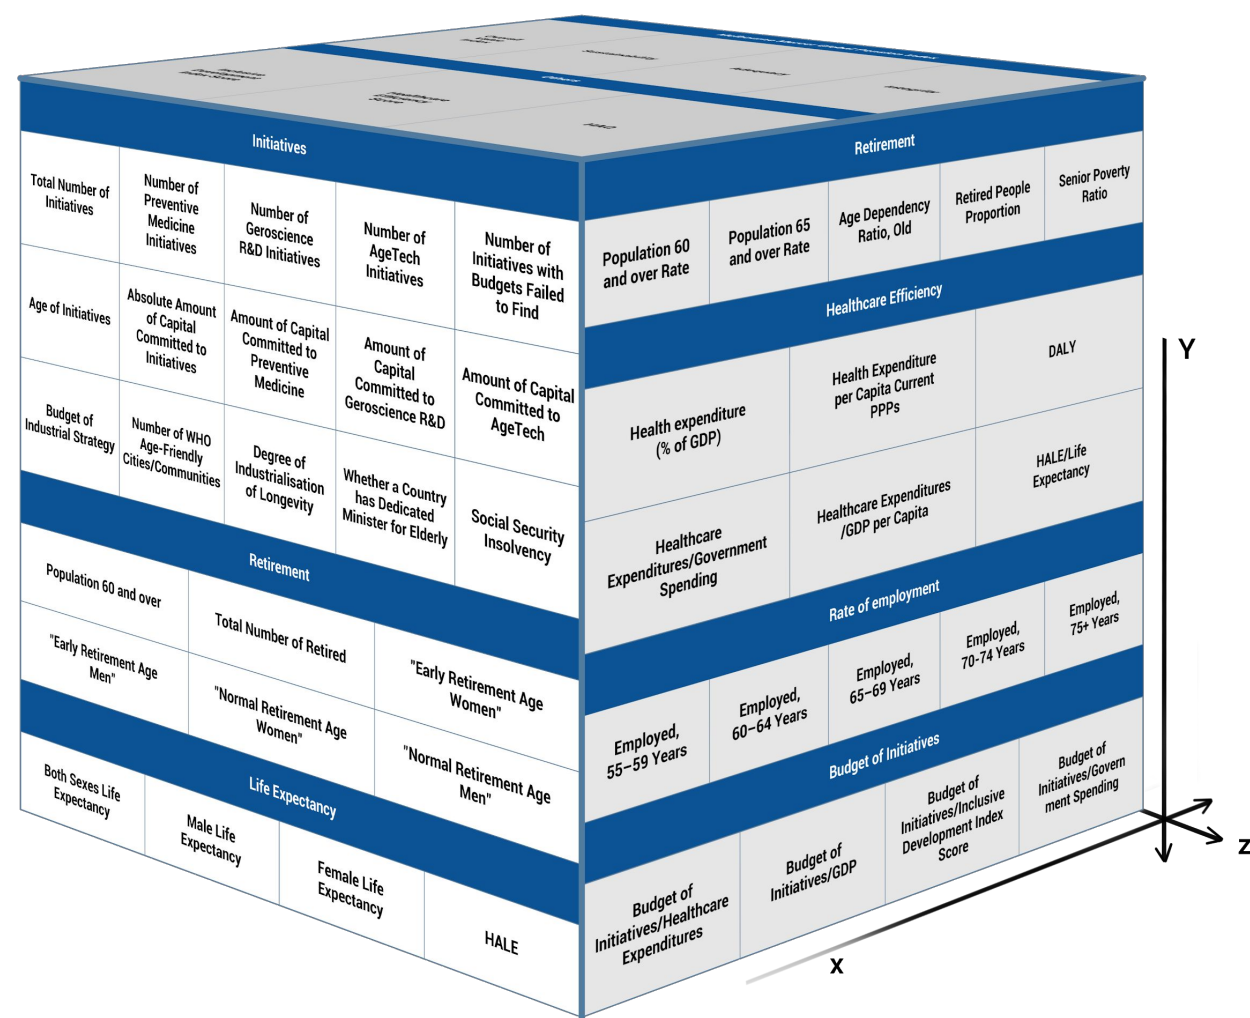 Others
Sustainability
Adequacy
Integrity
HAQ
Initiatives
Total Number of
Initiatives
Number of
Preventive
Medicine
Initiatives
Number of
Geroscience
R&D Initiatives
Number of
AgeTech
Initiatives
Number of
Initiatives with
Budgets Failed
to Find
Age of Initiatives
Absolute Amount
of Capital
Committed to
Initiatives
Amount of Capital
Committed to
Preventive
Medicine
Amount of
Capital
Committed to
Geroscience R&D
Amount of Capital
Committed to
AgeTech
Budget of
Industrial Strategy
Number of WHO
Age-Friendly
Cities/Communities
Degree of
Industrialisation
of Longevity
Whether a Country
has Dedicated
Minister for Elderly
Social Security
Insolvency
Retirement
Population 60 and over
Total Number of Retired
"Early Retirement Age
Women"
"Early Retirement Age
Men"
"Normal Retirement Age
Women"
"Normal Retirement Age
Men"
Life Expectancy
Both Sexes Life
Expectancy
Male Life
Expectancy
Female Life
Expectancy
HALE
Retirement
Population 60
and over Rate
Population 65
and over Rate
Age Dependency
Ratio, Old
Retired People
Proportion
Senior Poverty
Ratio
Healthcare Efficiency
Health expenditure
(% of GDP)
Health Expenditure
per Capita Current
PPPs
DALY
Healthcare
Expenditures/Government
Spending
Healthcare Expenditures
/GDP per Capita
HALE/Life
Expectancy
Rate of employment
Employed,
55–59 Years
Employed,
60–64 Years
Employed,
65–69 Years
Employed,
70-74 Years
Employed,
75+ Years
Budget of Initiatives
Budget of
Initiatives/Healthcare
Expenditures
Budget of
Initiatives/GDP
Budget of
Initiatives/Inclusive
Development Index
Score
Budget of
Initiatives/Govern
ment Spending
Y
Z
X